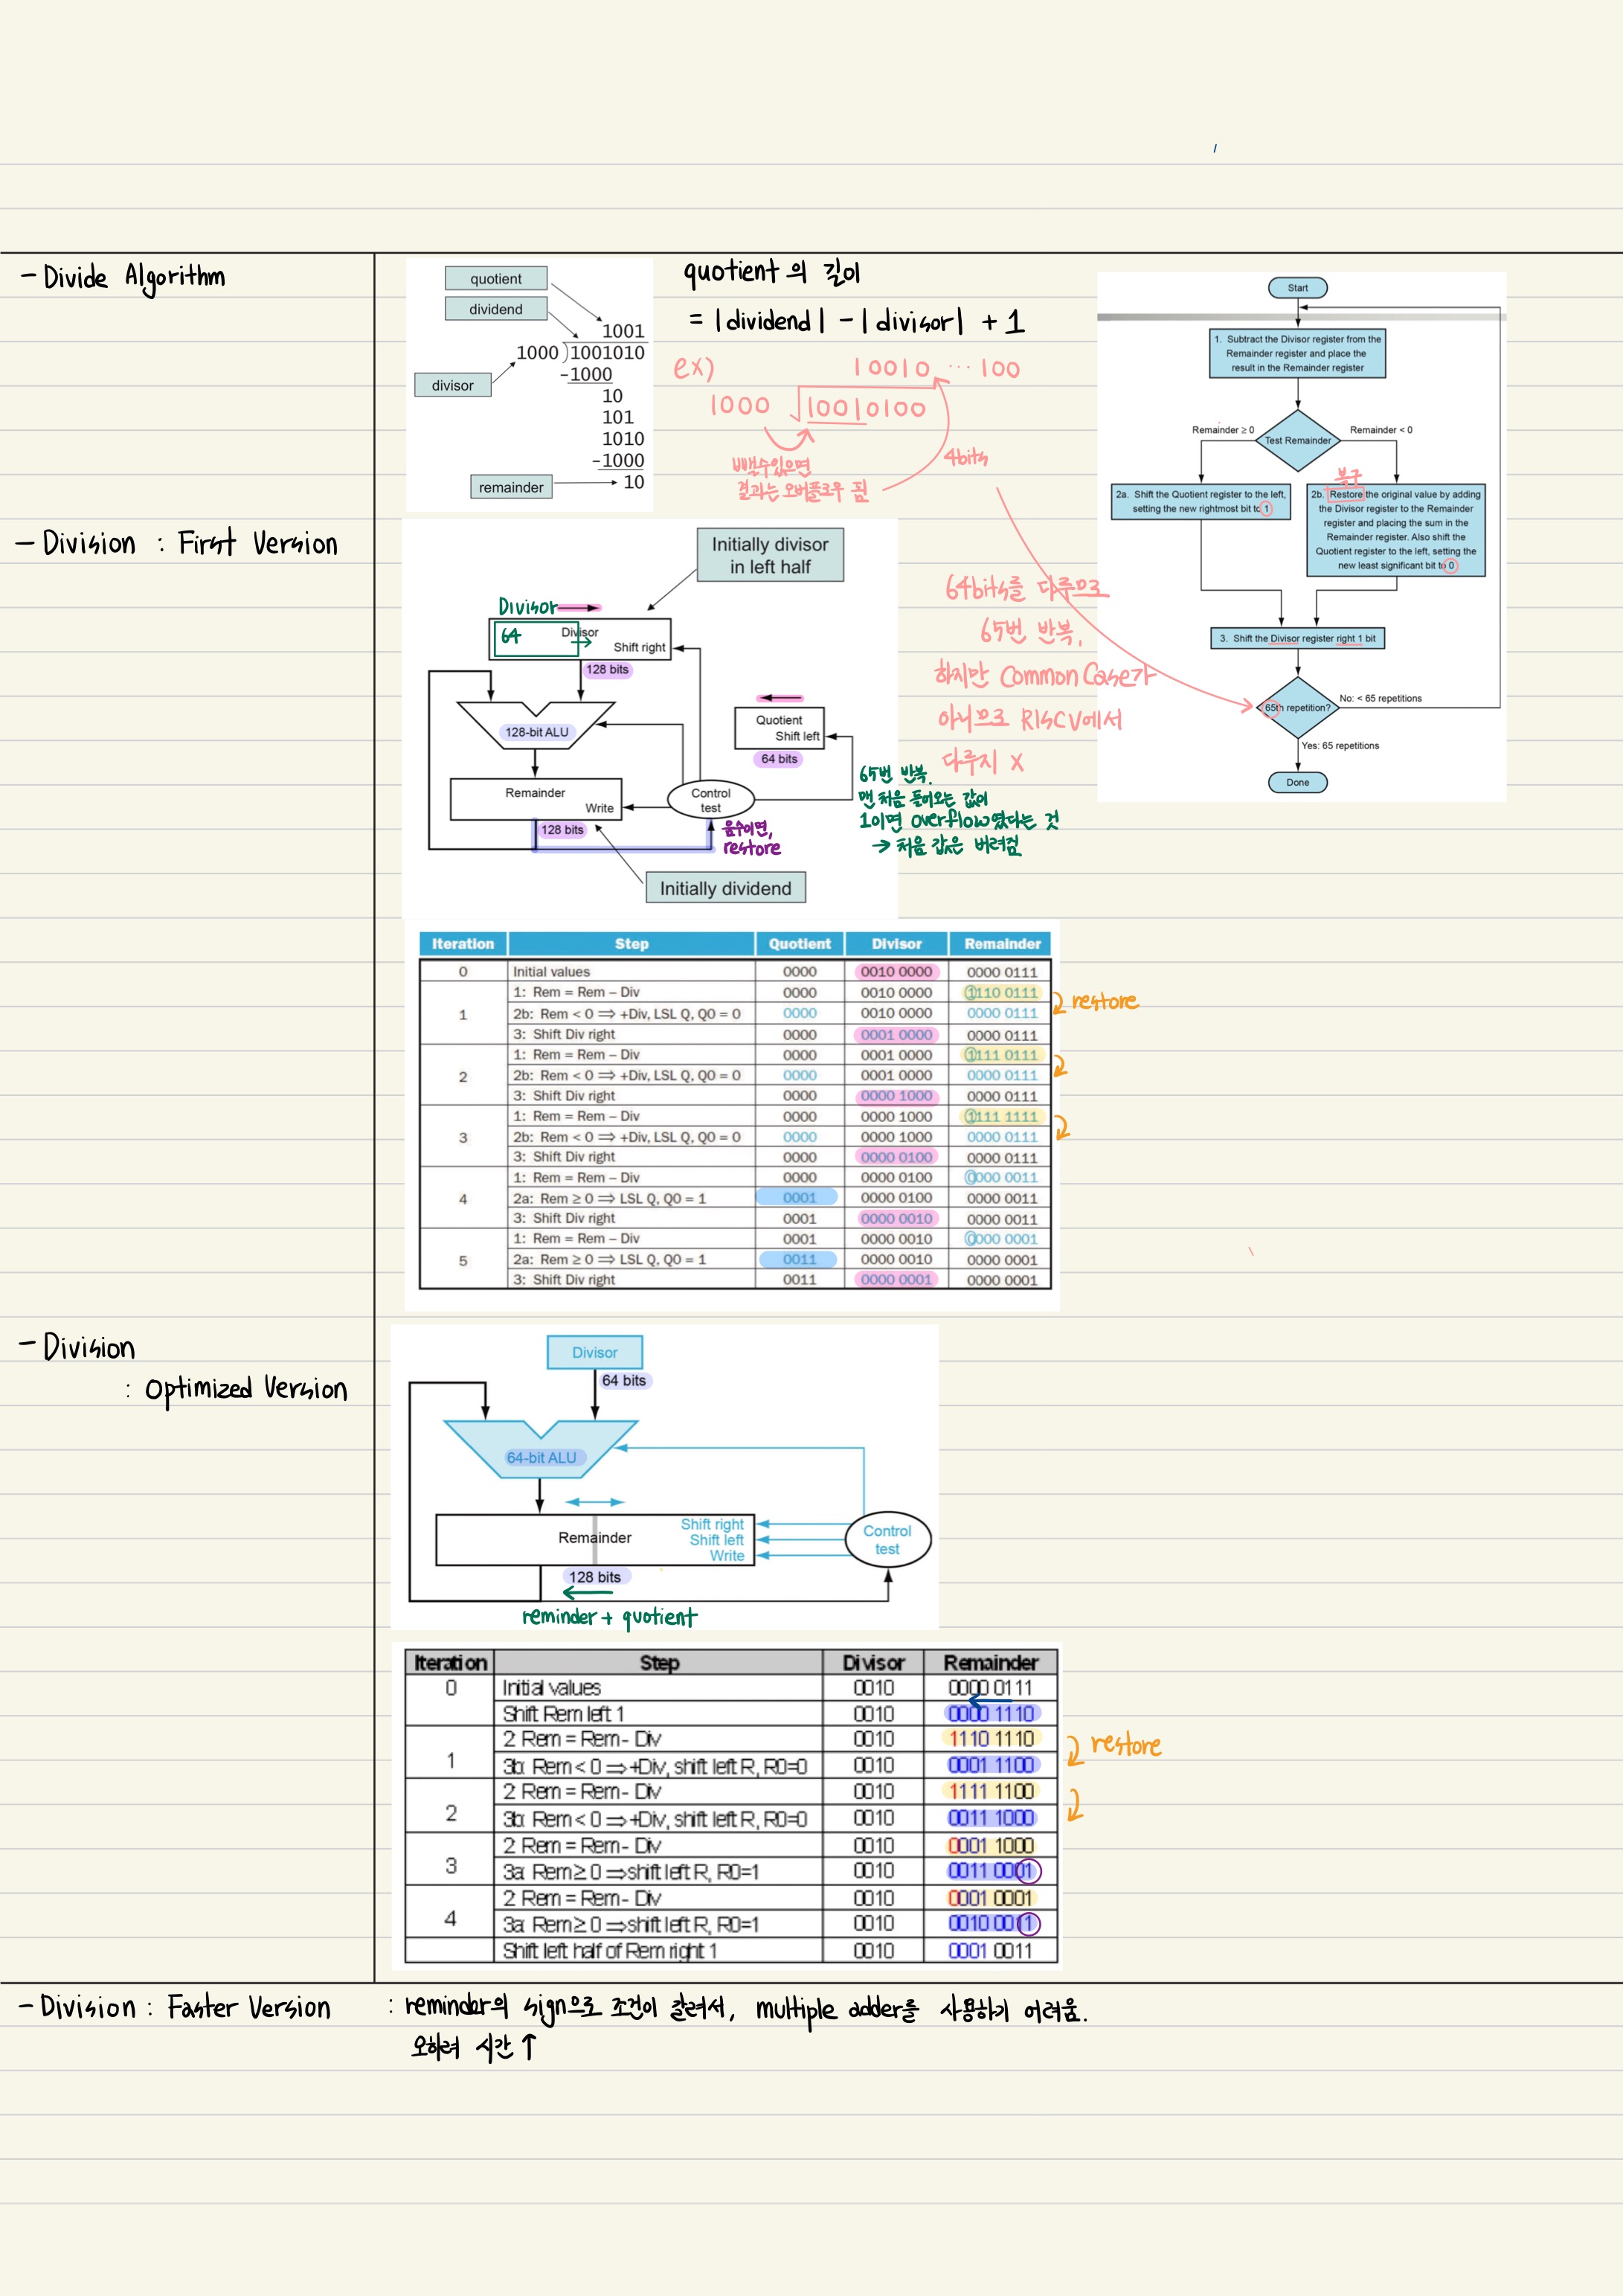 - Divide Algorithm
quotient
dividend
1001
1000 )1001010
-1000
divisor
10
101
1010
-1000
remainder
10
quotient의 길이
= |dividend| - |divisor| + 1
ex)
10010 ... 100
1000 √10010100
뺄수있으면
결과는 오버플로우 됨
4bits
Start
1. Subtract the Divisor register from the
Remainder register and place the
result in the Remainder register
Remainder ≥ 0
Remainder < 0
Test Remainder
복구
2a. Shift the Quotient register to the left,
setting the new rightmost bit to 1
2b. Restore the original value by adding
the Divisor register to the Remainder
register and placing the sum in the
Remainder register. Also shift the
Quotient register to the left, setting the
new least significant bit to 0
3. Shift the Divisor register right 1 bit
65th repetition?
No: < 65 repetitions
Yes: 65 repetitions
Done
64bits를 다루므로
65번 반복,
하지만 Common Case가
아니므로 RISCV에서
다루지 X
- Division : First Version
Initially divisor
in left half
Divisor
64
Divisor
Shift right
128 bits
128-bit ALU
Quotient
Shift left
64 bits
Remainder
Write
Control
test
128 bits
음수이면,
restore
Initially dividend
65번 반복.
맨 처음 들어오는 값이
1이면 overflow였다는 것
→ 처음 값은 버려짐
Iteration Step Quotient Divisor Remainder
0 Initial values 0000 0010 0000 0000 0111
1: Rem = Rem – Div 0000 0010 0000 1110 0111
restore
1 2b: Rem < 0 ⟹ +Div, LSL Q, Q0 = 0 0000 0010 0000 0000 0111
3: Shift Div right 0000 0001 0000 0000 0111
1: Rem = Rem – Div 0000 0001 0000 1111 0111
2 2b: Rem < 0 ⟹ +Div, LSL Q, Q0 = 0 0000 0001 0000 0000 0111
3: Shift Div right 0000 0000 1000 0000 0111
1: Rem = Rem – Div 0000 0000 1000 1111 1111
3 2b: Rem < 0 ⟹ +Div, LSL Q, Q0 = 0 0000 0000 1000 0000 0111
3: Shift Div right 0000 0000 0100 0000 0111
1: Rem = Rem – Div 0000 0000 0100 0000 0011
4 2a: Rem ≥ 0 ⟹ LSL Q, Q0 = 1 0001 0000 0100 0000 0011
3: Shift Div right 0001 0000 0010 0000 0011
1: Rem = Rem – Div 0001 0000 0010 0000 0001
5 2a: Rem ≥ 0 ⟹ LSL Q, Q0 = 1 0011 0000 0010 0000 0001
3: Shift Div right 0011 0000 0001 0000 0001
- Division
: Optimized Version
Divisor
64 bits
64-bit ALU
Remainder
Shift right
Shift left
Write
Control
test
128 bits
reminder + quotient
Iteration Step Divisor Remainder
0 Initial values 0010 0000 0111
Shift Rem left 1 0010 0000 1110
2: Rem = Rem - Div 0010 1110 1110
restore
1 3b: Rem < 0 ⟹ +Div, shift left R, R0=0 0010 0001 1100
2: Rem = Rem - Div 0010 1111 1100
2 3b: Rem < 0 ⟹ +Div, shift left R, R0=0 0010 0011 1000
2: Rem = Rem - Div 0010 0001 1000
3 3a: Rem ≥ 0 ⟹ shift left R, R0=1 0010 0011 0001
2: Rem = Rem - Div 0010 0001 0001
4 3a: Rem ≥ 0 ⟹ shift left R, R0=1 0010 0010 0011
Shift left half of Rem right 1 0010 0001 0011
- Division : Faster Version
: reminder의 sign으로 조건이 갈려서, multiple adder를 사용하기 어려움.
오히려 시간 ↑